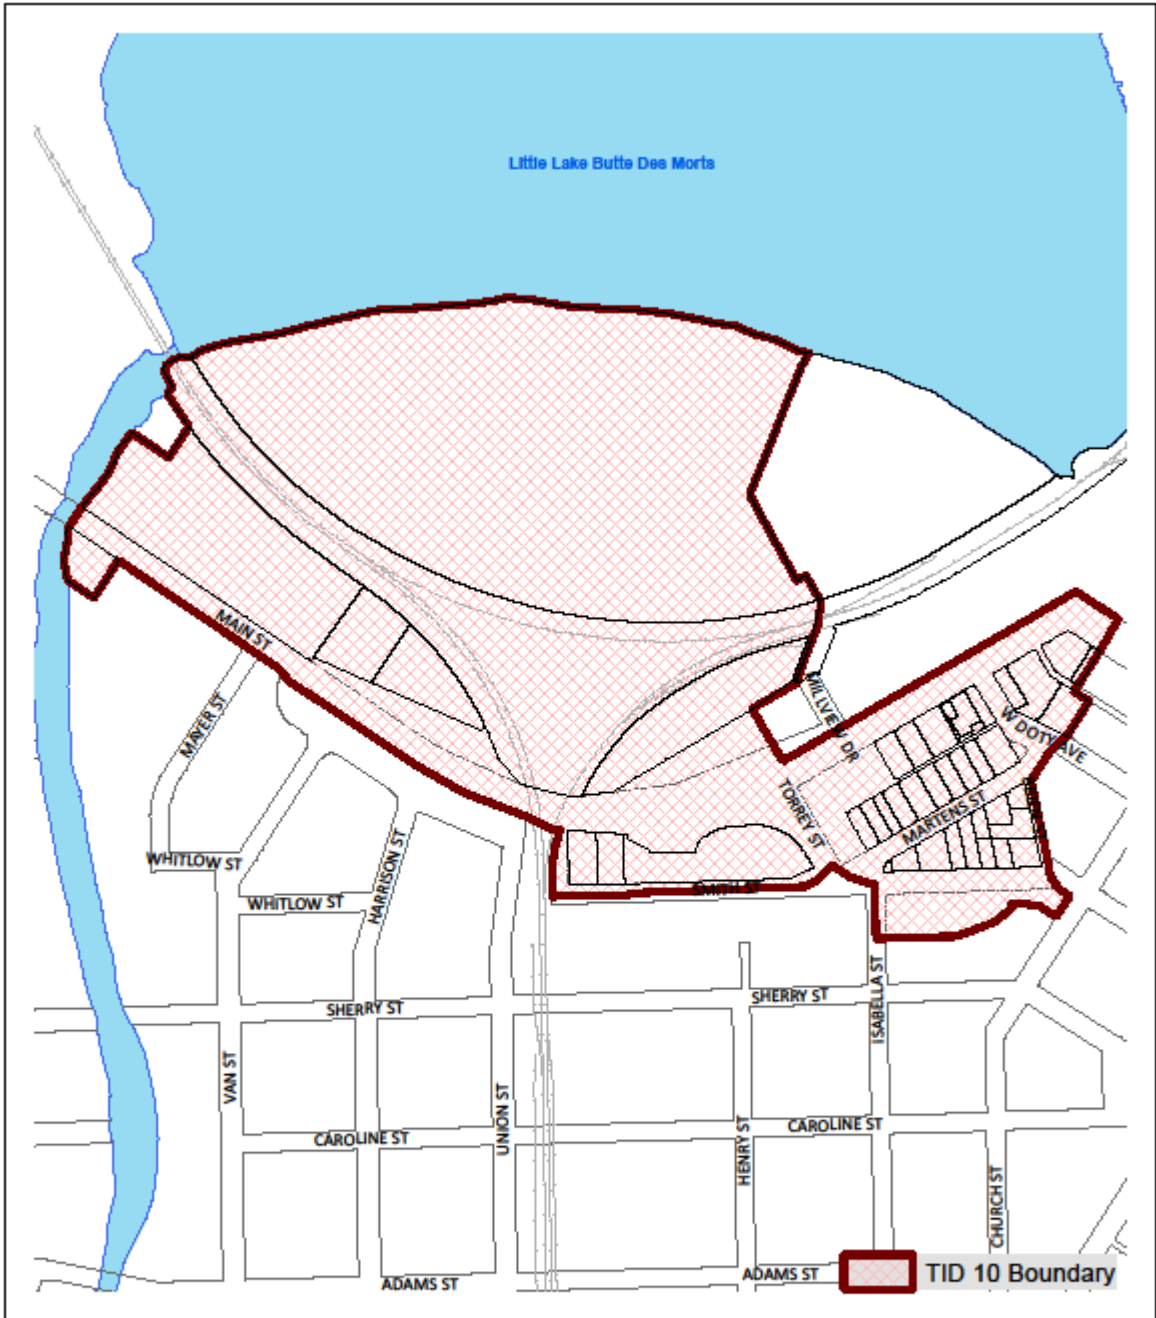 Little Lake Butte Des Morts
MAIN ST
MAYER ST
MILLVIEW DR
W DOTY AVE
TORREY ST
MARTENS ST
WHITLOW ST
HARRISON ST
SMITH ST
WHITLOW ST
SHERRY ST
SHERRY ST
ISABELLA ST
VAN ST
UNION ST
CAROLINE ST
HENRY ST
CAROLINE ST
CHURCH ST
ADAMS ST
ADAMS ST
TID 10 Boundary